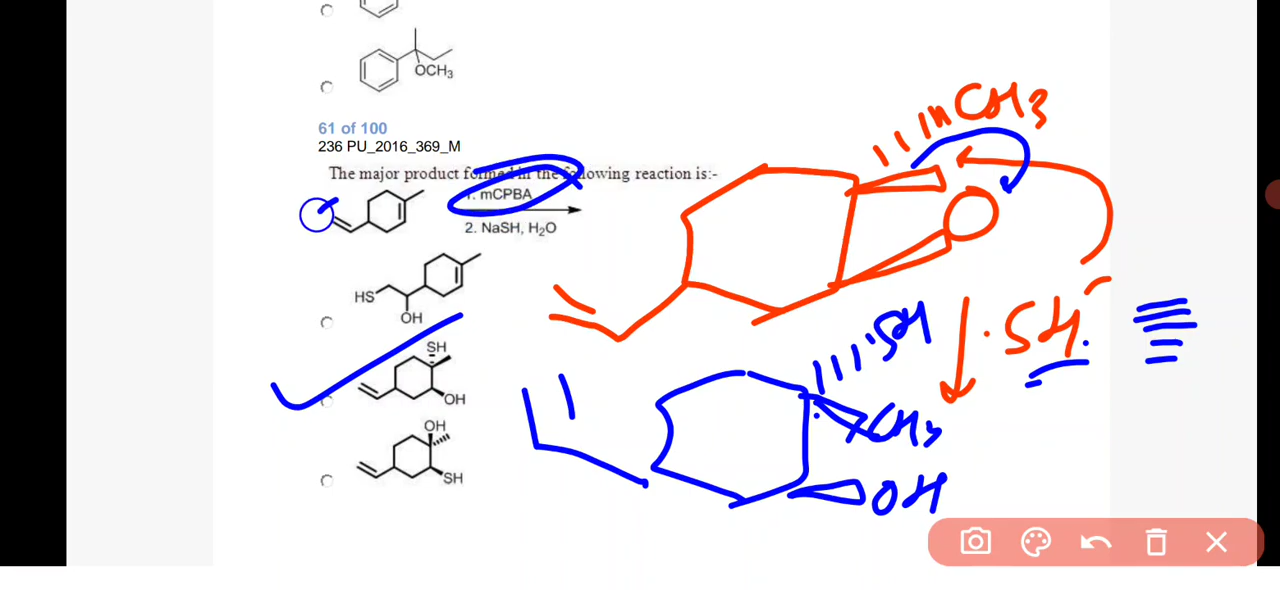 OCH3
61 of 100
236 PU_2016_369_M
The major product formed in the following reaction is:-
1. mCPBA
2. NaSH, H2O
HS
OH
SH
OH
OH
SH
CH3
O
SH
SH
CH3
OH